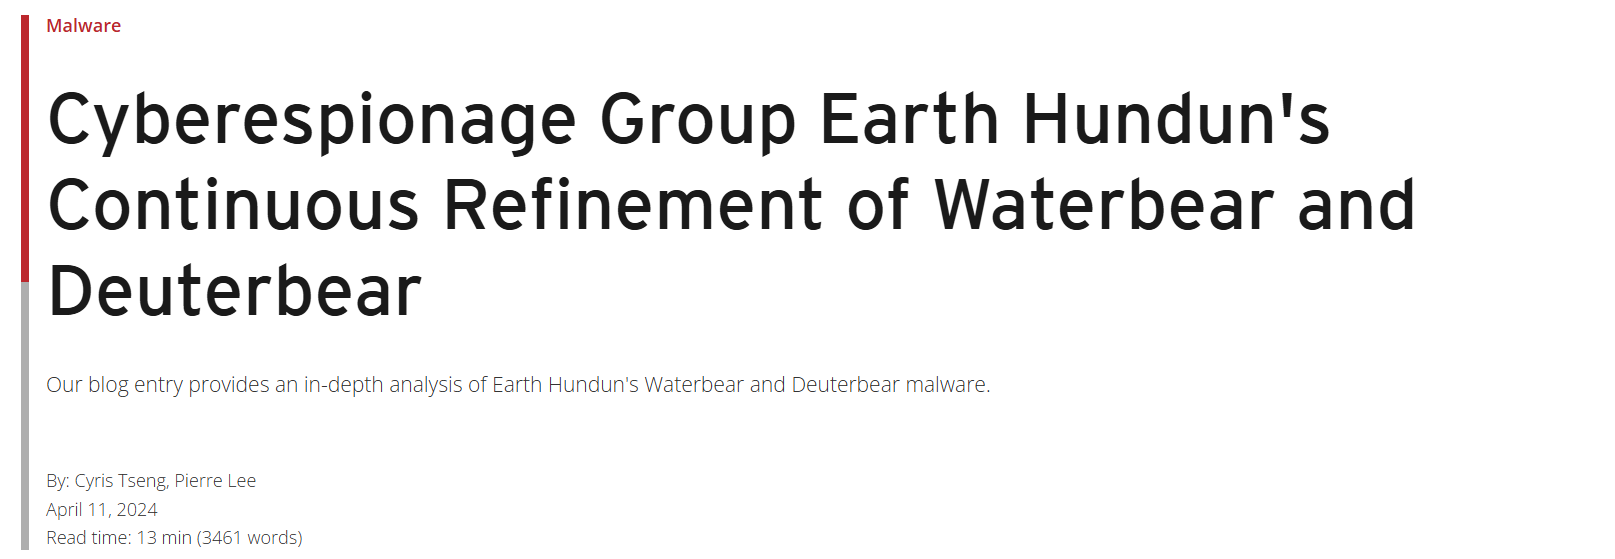 Malware
Cyberespionage Group Earth Hundun's
Continuous Refinement of Waterbear and
Deuterbear
Our blog entry provides an in-depth analysis of Earth Hundun's Waterbear and Deuterbear malware.
By: Cyris Tseng, Pierre Lee
April 11, 2024
Read time: 13 min (3461 words)